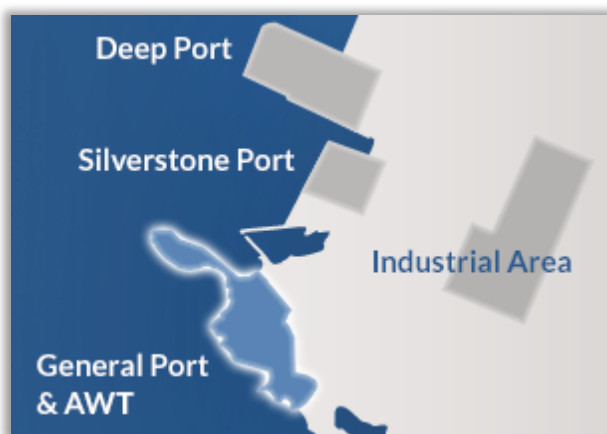 Deep Port
Silverstone Port
Industrial Area
General Port
& AWT